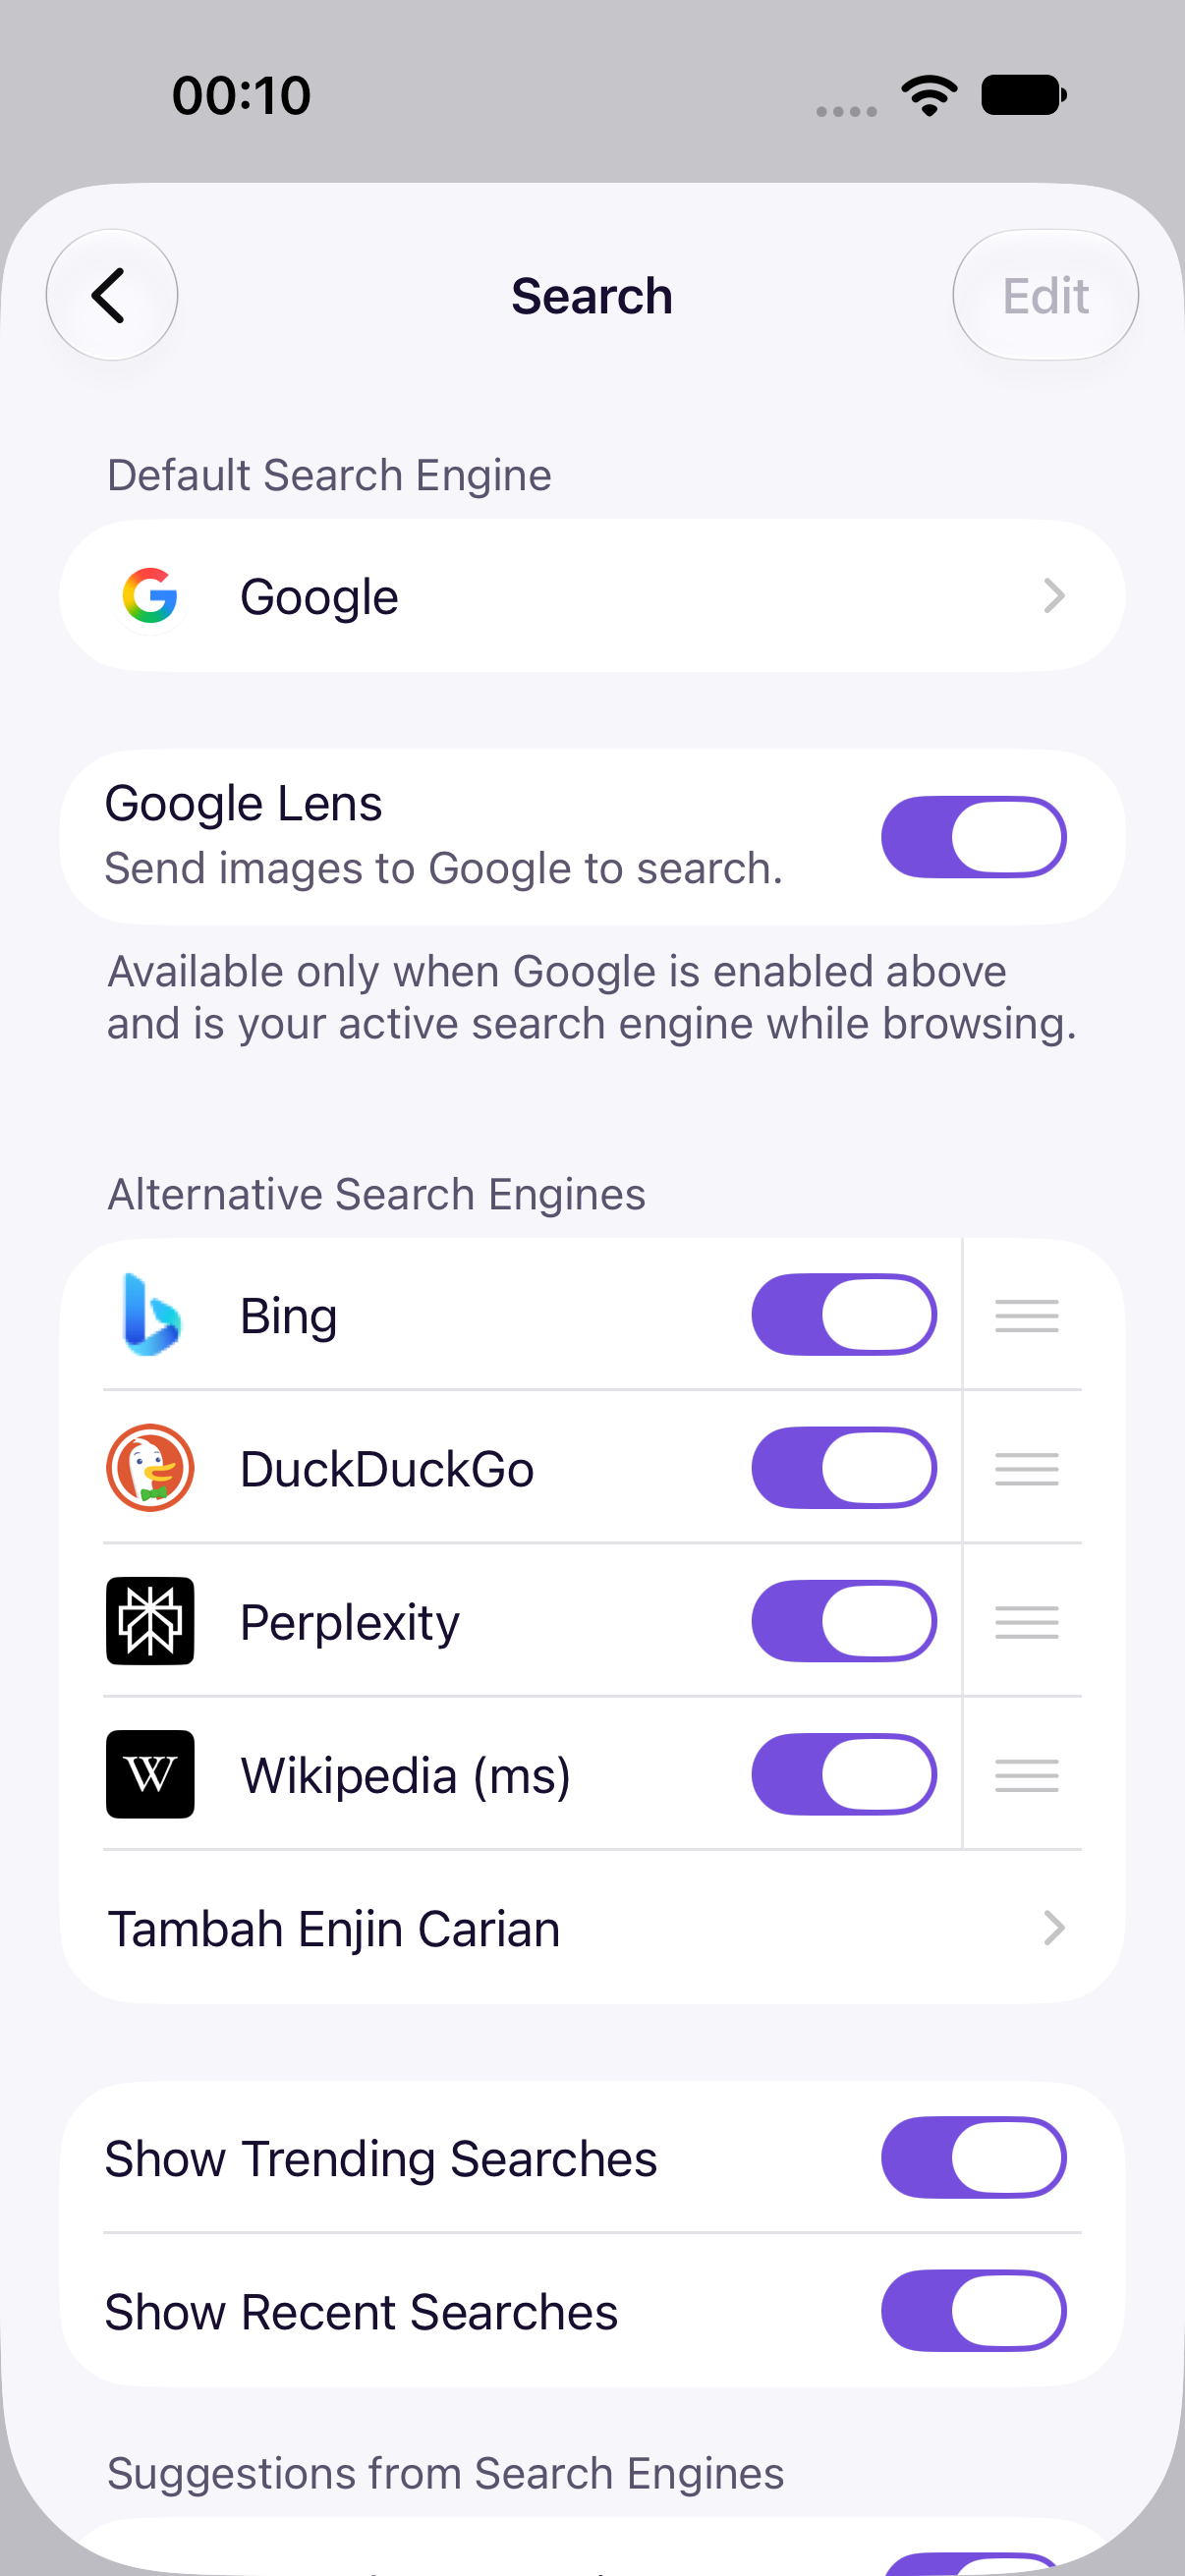 00:10
Search
Edit
Default Search Engine
Google
Google Lens
Send images to Google to search.
Available only when Google is enabled above
and is your active search engine while browsing.
Alternative Search Engines
Bing
DuckDuckGo
Perplexity
W
Wikipedia (ms)
Tambah Enjin Carian
Show Trending Searches
Show Recent Searches
Suggestions from Search Engines